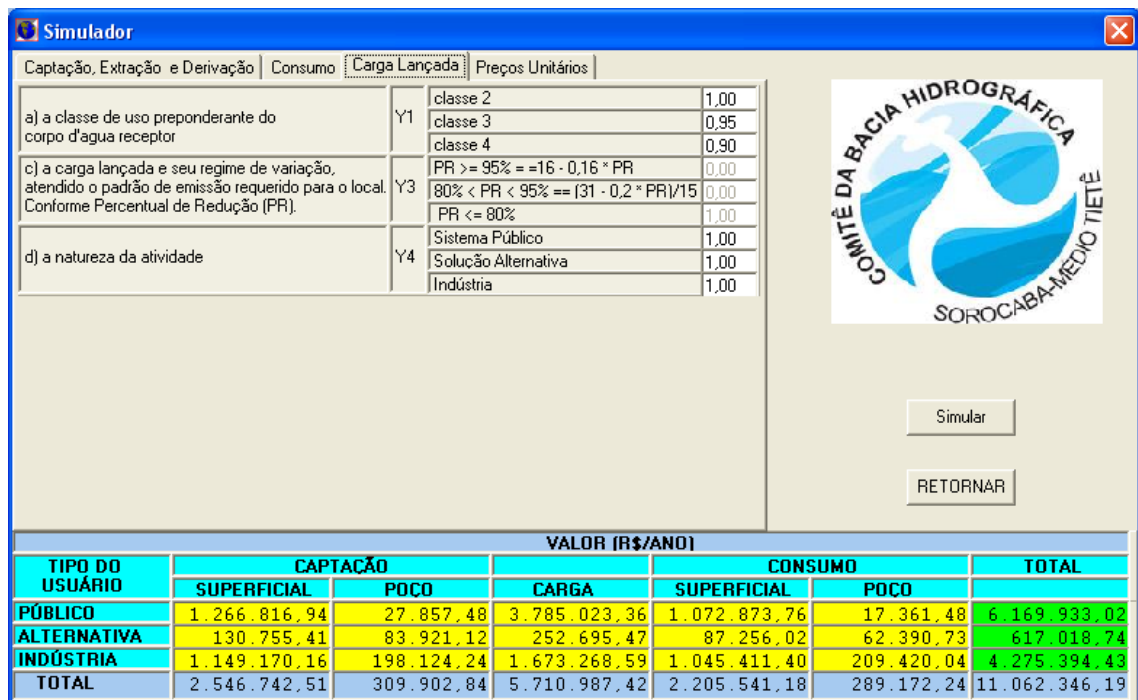 Simulador
Captação, Extração e Derivação Consumo Carga Lançada Preços Unitários
a) a classe de uso preponderante do
corpo d'agua receptor
Y1
classe 2 1,00
classe 3 0,95
classe 4 0,90
c) a carga lançada e seu regime de variação,
atendido o padrão de emissão requerido para o local.
Conforme Percentual de Redução (PR).
Y3
PR >= 95% = =16 - 0,16 * PR 0,00
80% < PR < 95% == (31 - 0,2 * PR)/15 0,00
PR <= 80% 1,00
d) a natureza da atividade
Y4
Sistema Público 1,00
Solução Alternativa 1,00
Indústria 1,00
COMITÊ DA BACIA HIDROGRÁFICA
SOROCABA-MÉDIO TIETÊ
Simular
RETORNAR
VALOR (R$/ANO)
TIPO DO
USUÁRIO
CAPTAÇÃO CONSUMO TOTAL
SUPERFICIAL POÇO CARGA SUPERFICIAL POÇO
PÚBLICO 1.266.816,94 27.857,48 3.785.023,36 1.072.873,76 17.361,48 6.169.933,02
ALTERNATIVA 130.755,41 83.921,12 252.695,47 87.256,02 62.390,73 617.018,74
INDÚSTRIA 1.149.170,16 198.124,24 1.673.268,59 1.045.411,40 209.420,04 4.275.394,43
TOTAL 2.546.742,51 309.902,84 5.710.987,42 2.205.541,18 289.172,24 11.062.346,19